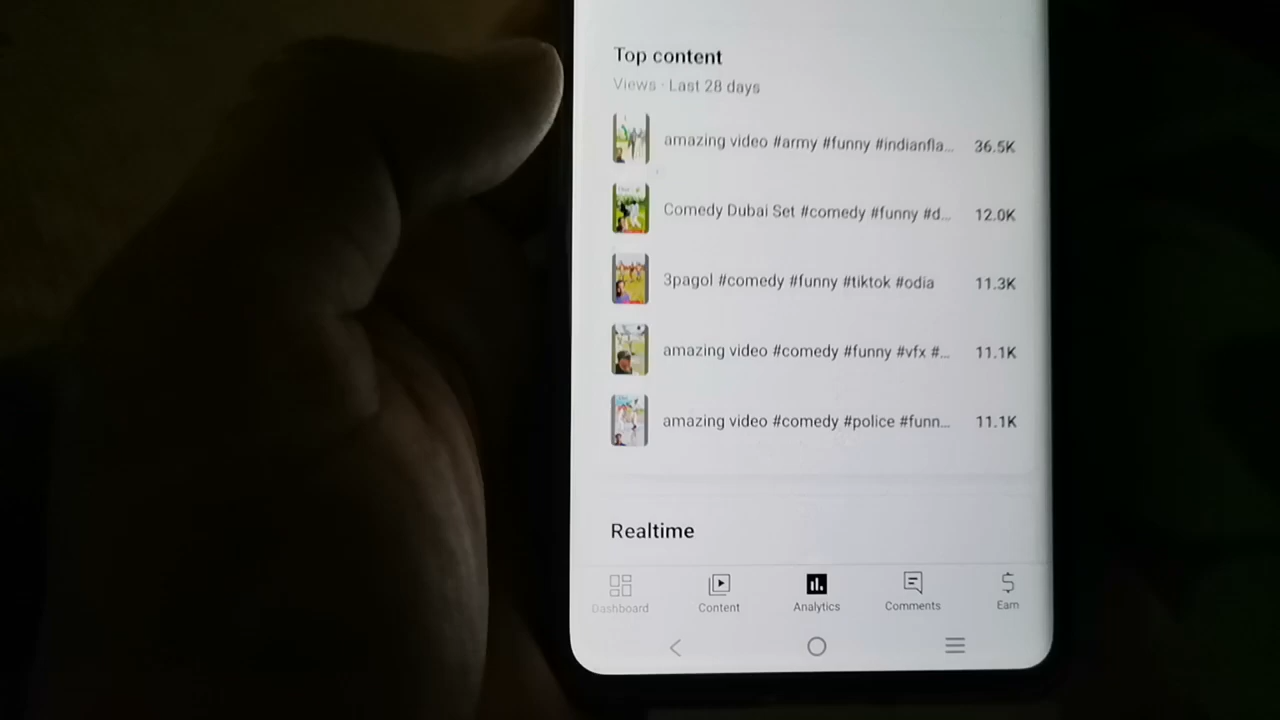 Top content
Views · Last 28 days
amazing video #army #funny #indianfla... 36.5K
Comedy Dubai Set #comedy #funny #d... 12.0K
3pagol #comedy #funny #tiktok #odia 11.3K
amazing video #comedy #funny #vfx #... 11.1K
amazing video #comedy #police #funn... 11.1K
Realtime
Dashboard Content Analytics Comments Earn